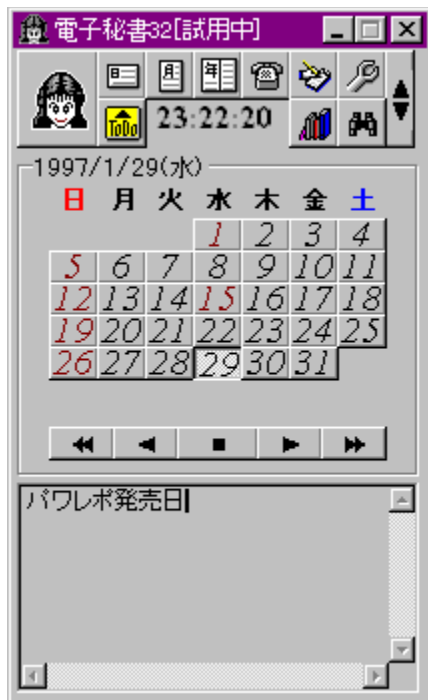 電子秘書32[試用中]
ToDo
23:22:20
1997/1/29(水)
日 月 火 水 木 金 土
1 2 3 4
5 6 7 8 9 10 11
12 13 14 15 16 17 18
19 20 21 22 23 24 25
26 27 28 29 30 31
パワレポ発売日